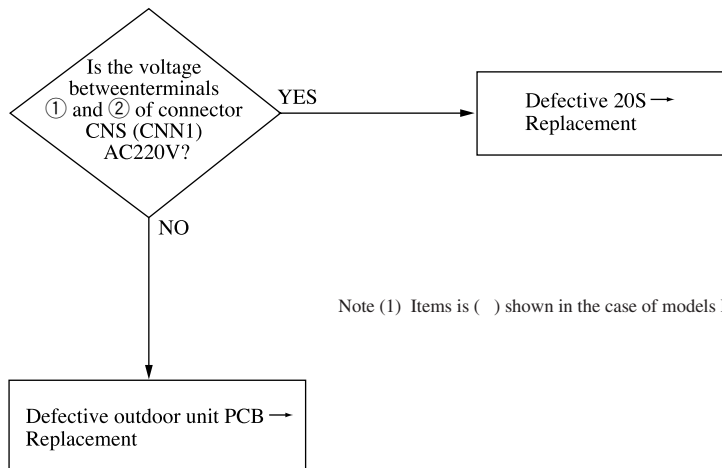 Is the voltage
betweenterminals
① and ② of connector
CNS (CNN1)
AC220V?
YES
Defective 20S →
Replacement
NO
Note (1) Items is ( ) shown in the case of models
Defective outdoor unit PCB →
Replacement